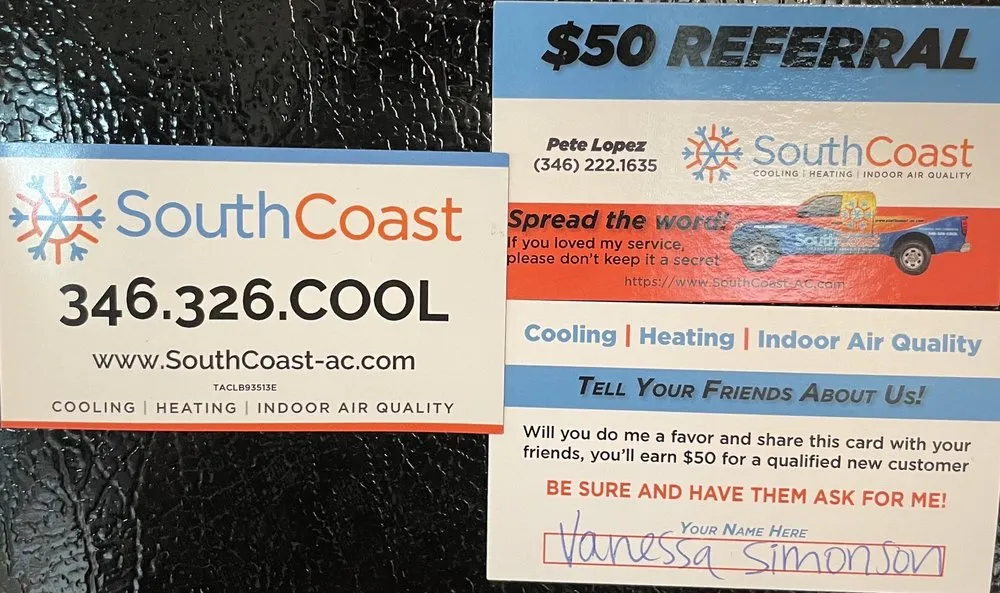 SouthCoast
346.326.COOL
www.SouthCoast-ac.com
TACLB93513E
COOLING | HEATING | INDOOR AIR QUALITY
$50 REFERRAL
Pete Lopez
(346) 222.1635
SouthCoast
COOLING | HEATING | INDOOR AIR QUALITY
Spread the word!
If you loved my service,
please don't keep it a secret
SouthCoast
https://www.SouthCoast-AC.com
Cooling | Heating | Indoor Air Quality
TELL YOUR FRIENDS ABOUT US!
Will you do me a favor and share this card with your
friends, you'll earn $50 for a qualified new customer
BE SURE AND HAVE THEM ASK FOR ME!
YOUR NAME HERE
Vanessa Simonson